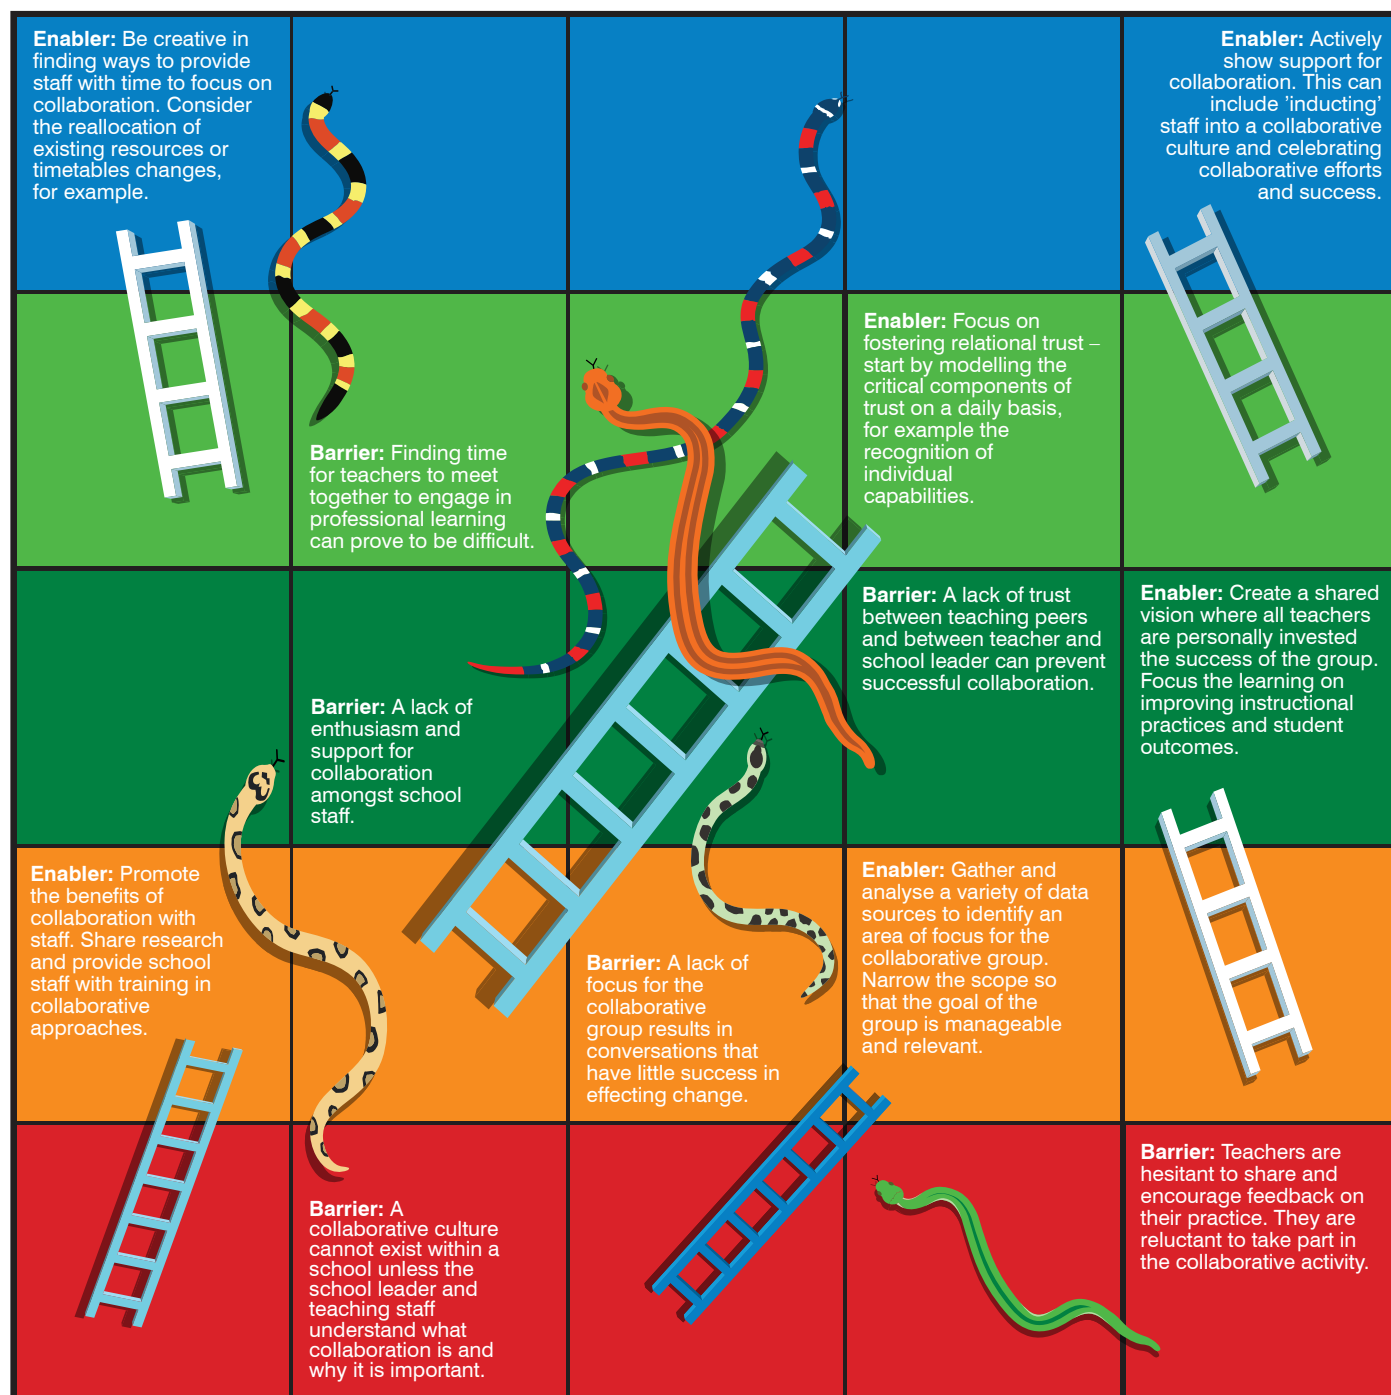 Enabler: Be creative in
finding ways to provide
staff with time to focus on
collaboration. Consider
the reallocation of
existing resources or
timetables changes,
for example.
Enabler: Actively
show support for
collaboration. This can
include ’inducting’
staff into a collaborative
culture and celebrating
collaborative efforts
and success.
Barrier: Finding time
for teachers to meet
together to engage in
professional learning
can prove to be difficult.
Enabler: Focus on
fostering relational trust –
start by modelling the
critical components of
trust on a daily basis,
for example the
recognition of
individual
capabilities.
Barrier: A lack of
enthusiasm and
support for
collaboration
amongst school
staff.
Barrier: A lack of trust
between teaching peers
and between teacher and
school leader can prevent
successful collaboration.
Enabler: Create a shared
vision where all teachers
are personally invested
the success of the group.
Focus the learning on
improving instructional
practices and student
outcomes.
Enabler: Promote
the benefits of
collaboration with
staff. Share research
and provide school
staff with training in
collaborative
approaches.
Barrier: A lack of
focus for the
collaborative
group results in
conversations that
have little success in
effecting change.
Enabler: Gather and
analyse a variety of data
sources to identify an
area of focus for the
collaborative group.
Narrow the scope so
that the goal of the
group is manageable
and relevant.
Barrier: A
collaborative culture
cannot exist within a
school unless the
school leader and
teaching staff
understand what
collaboration is and
why it is important.
Barrier: Teachers are
hesitant to share and
encourage feedback on
their practice. They are
reluctant to take part in
the collaborative activity.